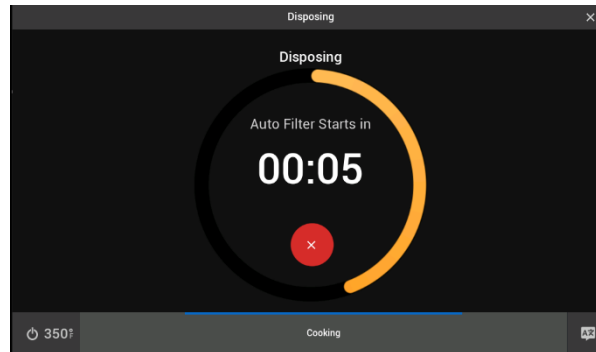 Disposing
Disposing
Auto Filter Starts in
00:05
350
Cooking